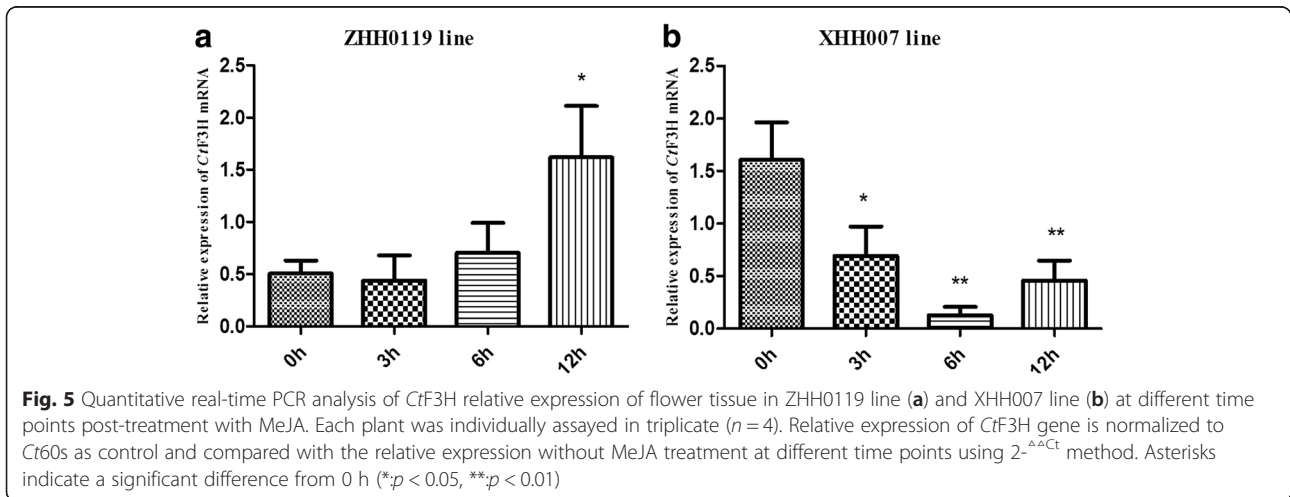 a ZHH0119 line
Relative expression of CtF3H mRNA
2.5
2.0
1.5
1.0
0.5
0.0
*
0h 3h 6h 12h
b XHH007 line
Relative expression of CtF3H mRNA
2.5
2.0
1.5
1.0
0.5
0.0
*
**
**
0h 3h 6h 12h
Fig. 5 Quantitative real-time PCR analysis of CtF3H relative expression of flower tissue in ZHH0119 line (a) and XHH007 line (b) at different time
points post-treatment with MeJA. Each plant was individually assayed in triplicate (n = 4). Relative expression of CtF3H gene is normalized to
Ct60s as control and compared with the relative expression without MeJA treatment at different time points using 2-△△Ct method. Asterisks
indicate a significant difference from 0 h (*:p < 0.05, **:p < 0.01)